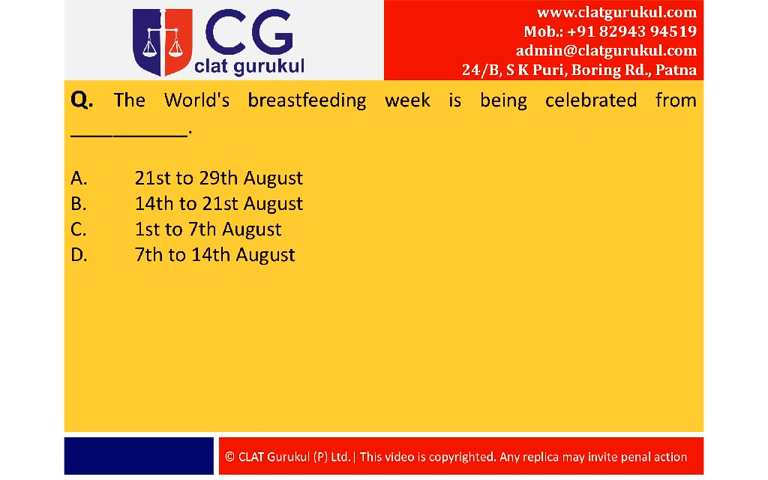 CG
clat gurukul
www.clatgurukul.com
Mob.: +91 82943 94519
admin@clatgurukul.com
24/B, S K Puri, Boring Rd., Patna
Q. The World's breastfeeding week is being celebrated from
___________.
A. 21st to 29th August
B. 14th to 21st August
C. 1st to 7th August
D. 7th to 14th August
© CLAT Gurukul (P) Ltd.| This video is copyrighted. Any replica may invite penal action